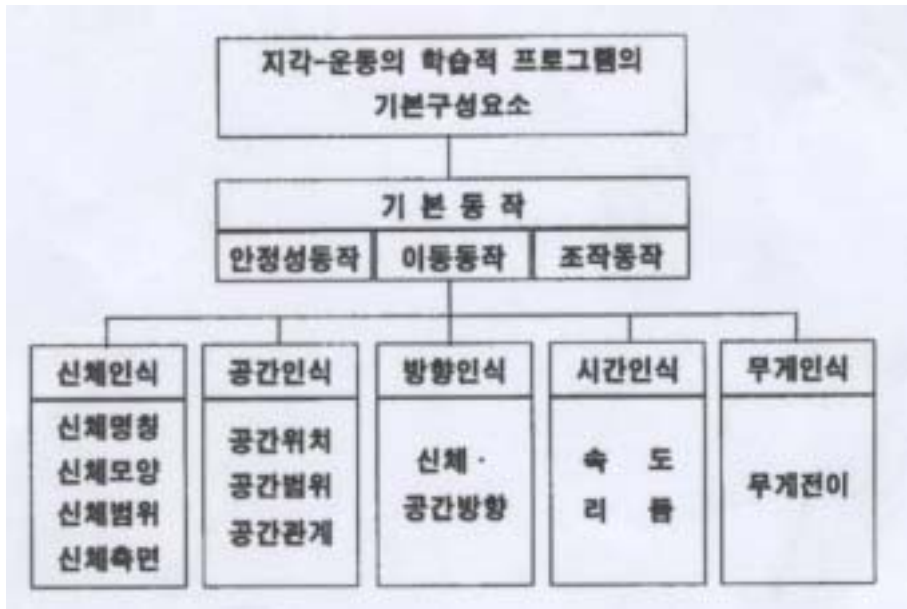 지각-운동의 학습적 프로그램의
기본구성요소
기 본 동 작
안정성동작 이동동작 조작동작
신체인식 공간인식 방향인식 시간인식 무게인식
신체명칭
신체모양
신체범위
신체측면
공간위치
공간범위
공간관계
신체·
공간방향
속 도
리 듬
무게전이